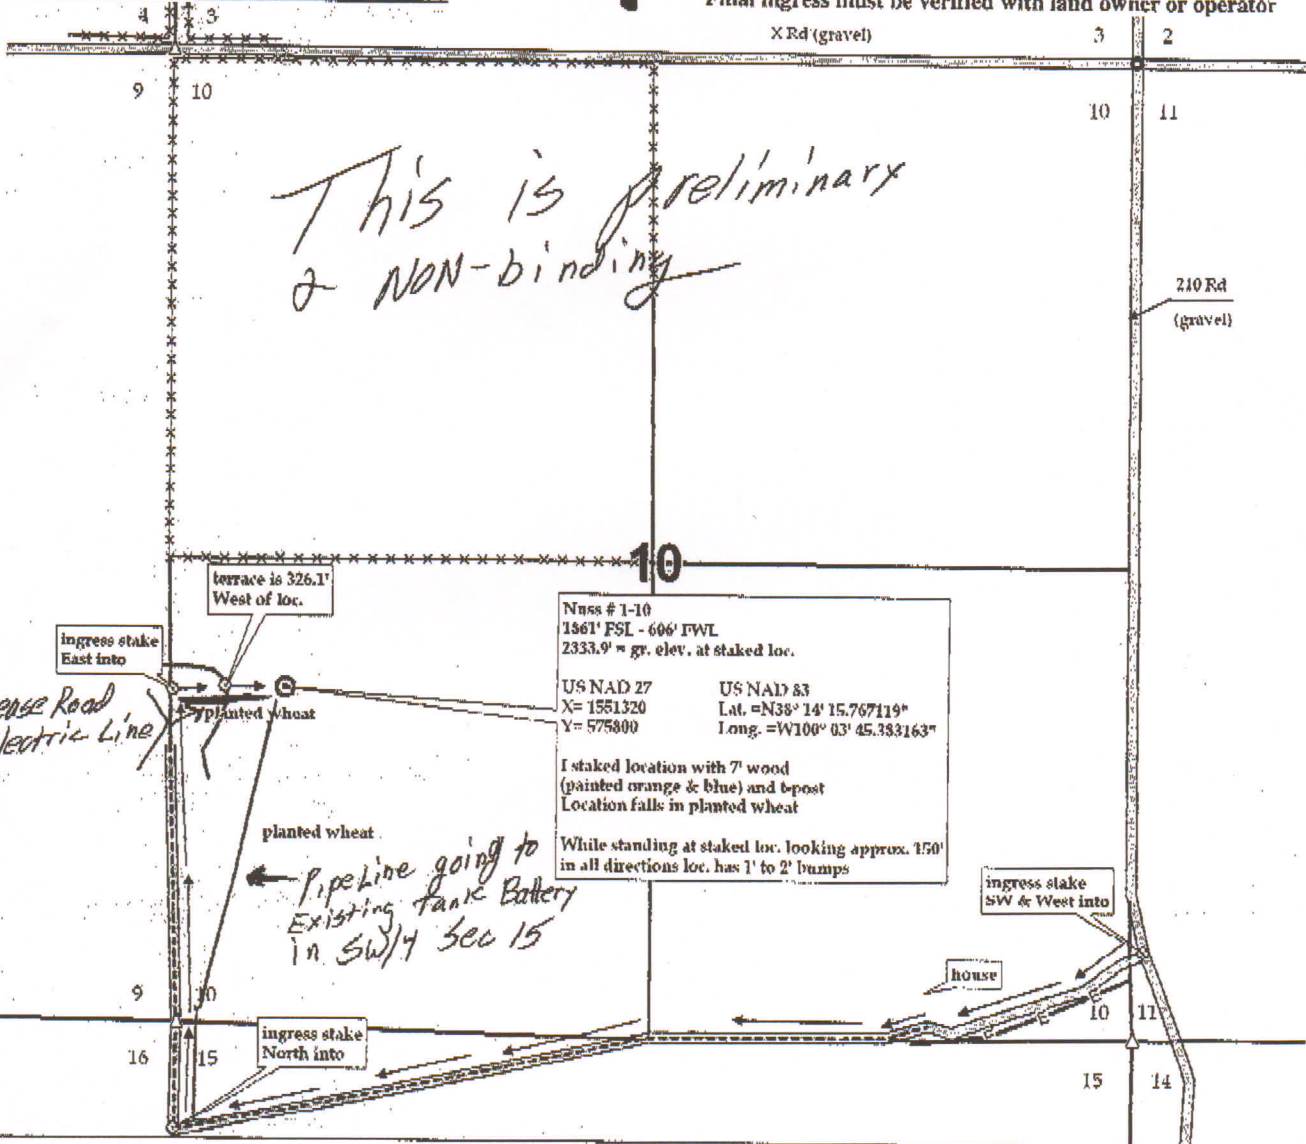 Final ingress must be verified with land owner or operator
4 3
X Rd (gravel)
3 2
9 10
10 11
This is preliminary
& NON-binding
210 Rd
(gravel)
10
terrace is 326.1'
West of loc.
ingress stake
East into
Road
Electric Line
planted wheat
Nuss # 1-10
1861' FSL - 606' FWL
2333.9' = gr. elev. at staked loc.
US NAD 27 US NAD 83
X= 1551320 Lat. =N38° 14' 15.767119"
Y= 575800 Long. =W100° 03' 45.383163"
I staked location with 7' wood
(painted orange & blue) and t-post
Location falls in planted wheat
While standing at staked loc. looking approx. 150'
in all directions loc. has 1' to 2' bumps
planted wheat
PipeLine going to
Existing Tank Battery
in SW/4 Sec 15
ingress stake
SW & West into
house
9 10
10 11
ingress stake
North into
16 15
15 14